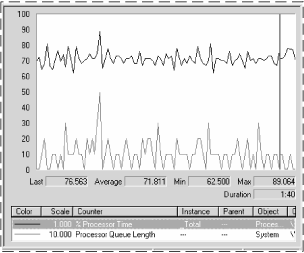 100
90
80
70
60
50
40
30
20
10
0
Last 76.563 Average 71.811 Min 62.500 Max 89.064
Duration 1:40
Color Scale Counter Instance Parent Object
1.000 % Processor Time _Total --- Proces...
10.000 Processor Queue Length --- --- System